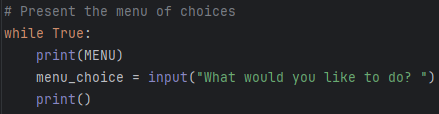 # Present the menu of choices
while True:
    print(MENU)
    menu_choice = input("What would you like to do? ")
    print()